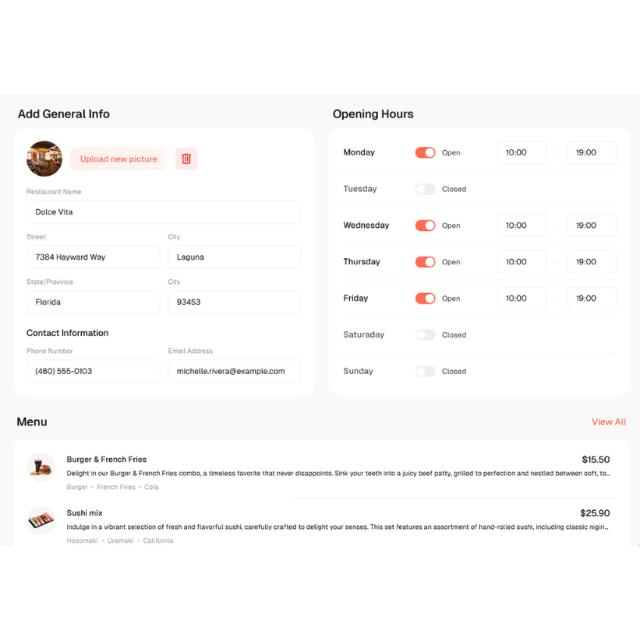 Add General Info
Upload new picture
Restaurant Name
Dolce Vita
Street
City
7384 Hayward Way
Laguna
State/Province
City
Florida
93453
Contact Information
Phone Number
Email Address
(480) 555-0103
michelle.rivera@example.com
Opening Hours
Monday Open 10:00 19:00
Tuesday Closed
Wednesday Open 10:00 19:00
Thursday Open 10:00 19:00
Friday Open 10:00 19:00
Saturaday Closed
Sunday Closed
Menu
View All
Burger & French Fries
$15.50
Delight in our Burger & French Fries combo, a timeless favorite that never disappoints. Sink your teeth into a juicy beef patty, grilled to perfection and nestled between soft, to...
Burger • French Fries • Cola
Sushi mix
$25.90
Indulge in a vibrant selection of fresh and flavorful sushi, carefully crafted to delight your senses. This set features an assortment of hand-rolled sushi, including classic nigiri...
Hosomaki • Uramaki • California